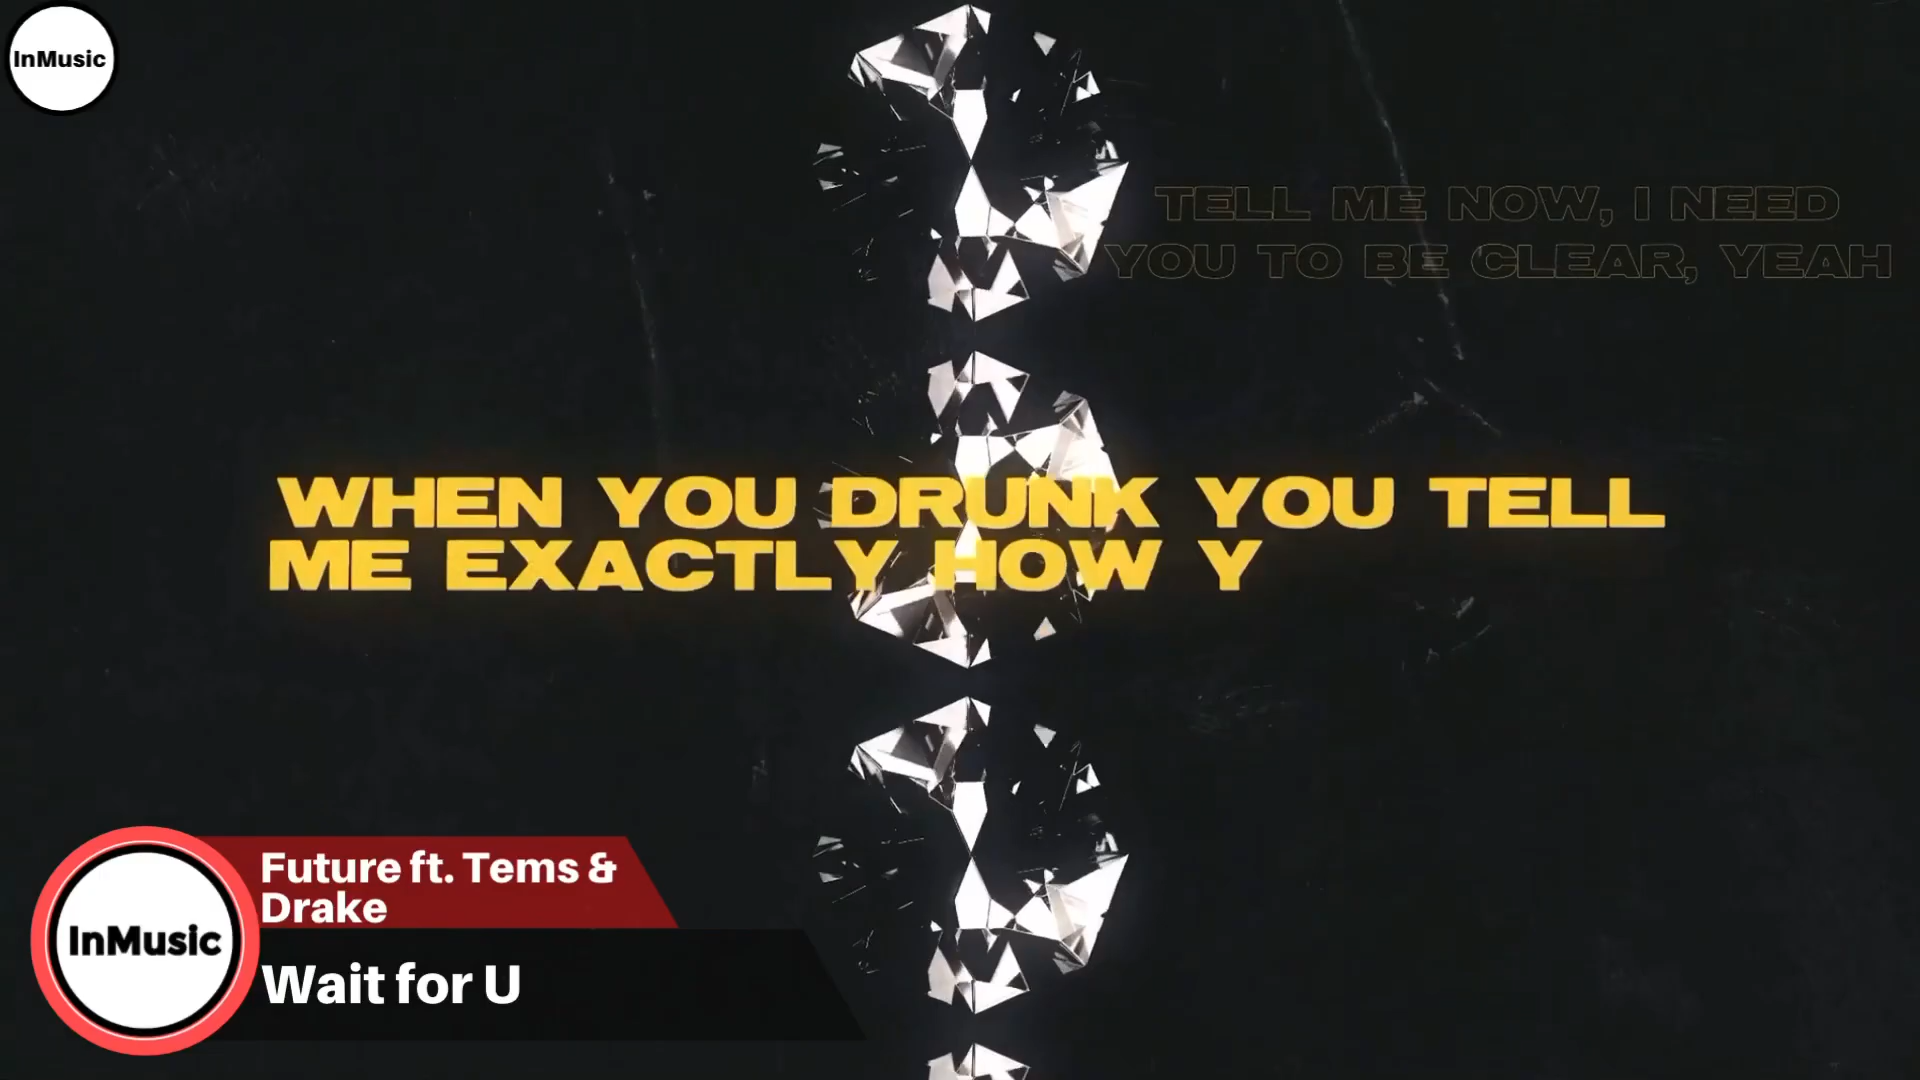 InMusic
TELL ME NOW, I NEED
YOU TO BE CLEAR, YEAH
WHEN YOU DRUNK YOU TELL
ME EXACTLY HOW Y
Future ft. Tems &
Drake
InMusic
Wait for U